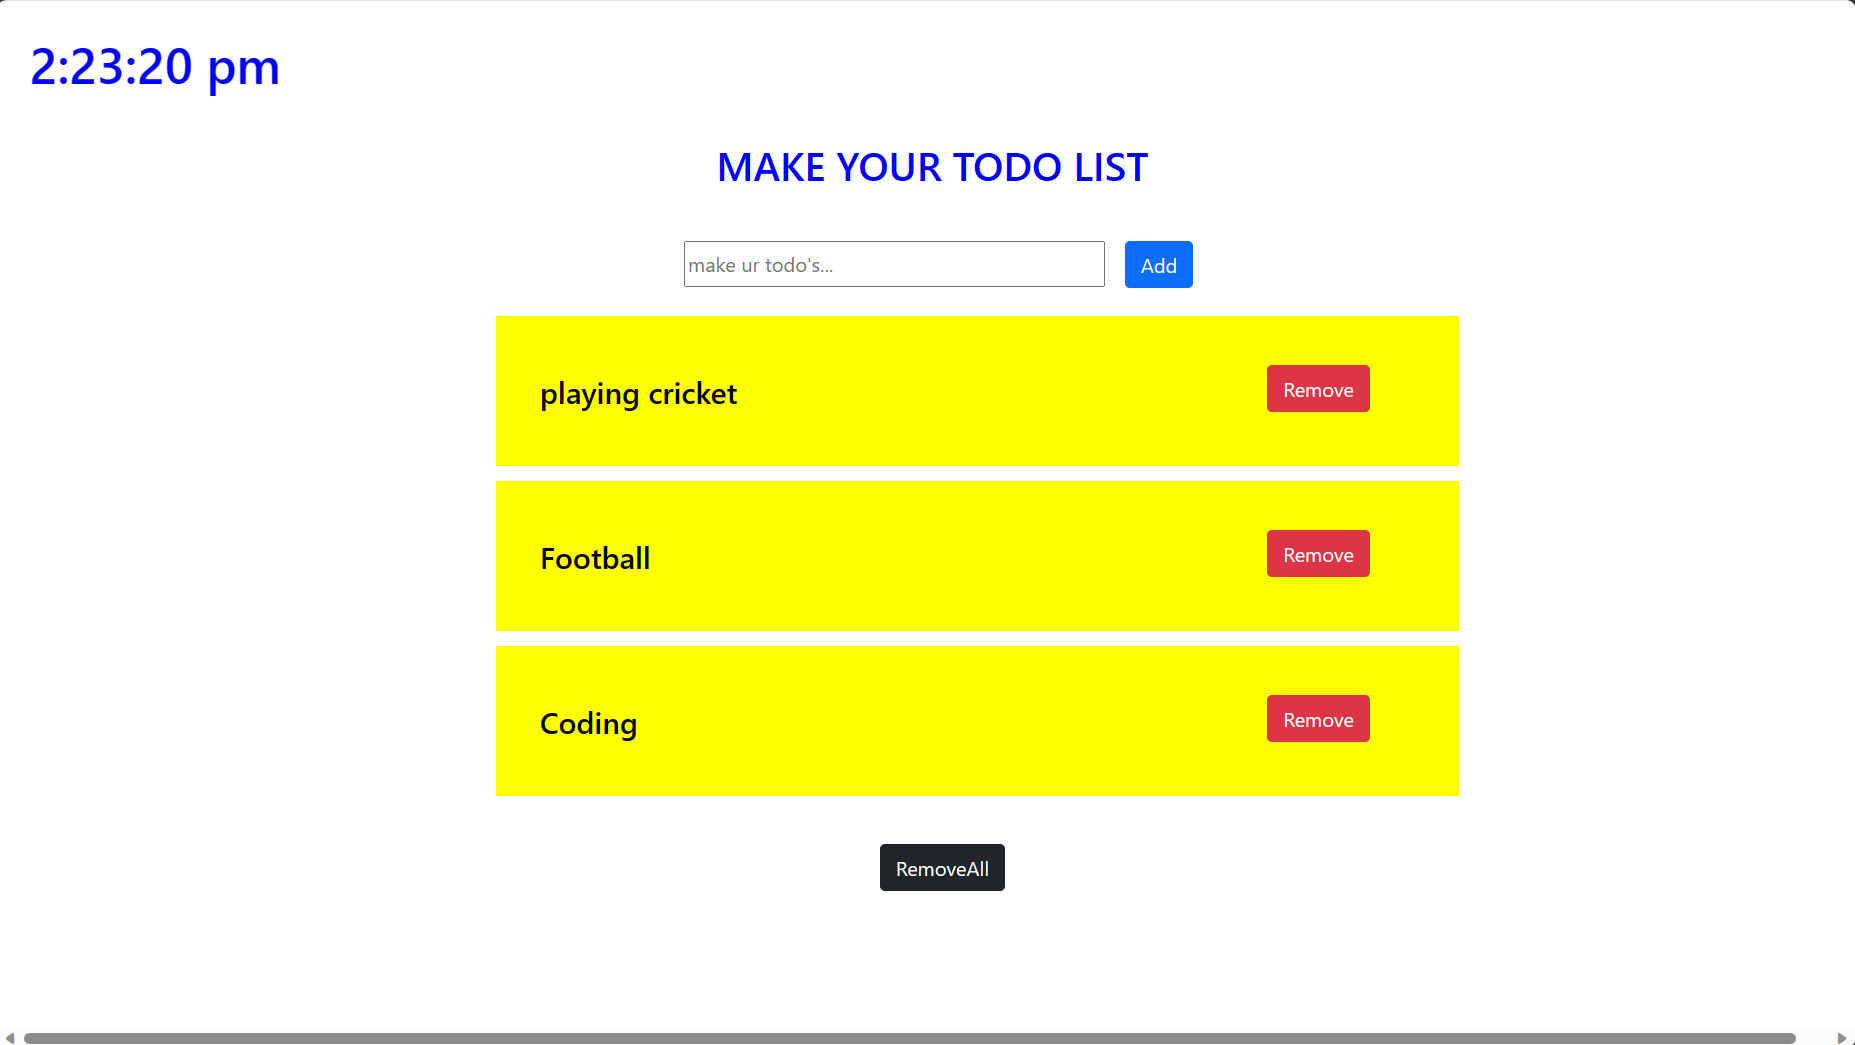 2:23:20 pm
MAKE YOUR TODO LIST
make ur todo's...
Add
playing cricket
Remove
Football
Remove
Coding
Remove
RemoveAll